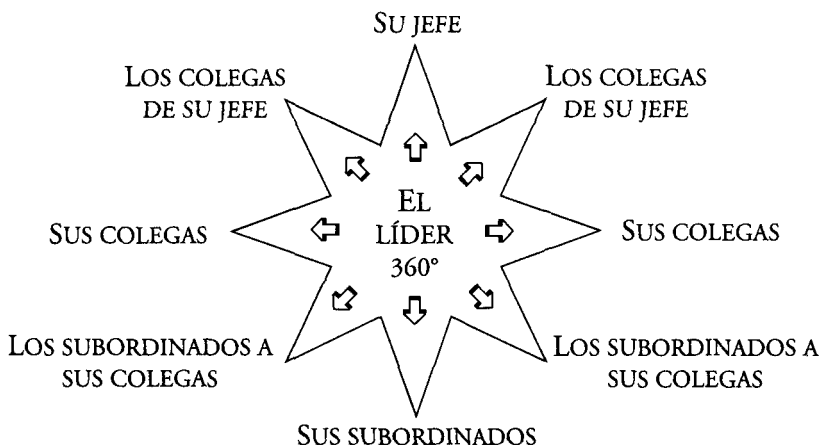 SU JEFE
LOS COLEGAS
DE SU JEFE
LOS COLEGAS
DE SU JEFE
SUS COLEGAS
EL
LÍDER
360°
SUS COLEGAS
LOS SUBORDINADOS A
SUS COLEGAS
LOS SUBORDINADOS A
SUS COLEGAS
SUS SUBORDINADOS